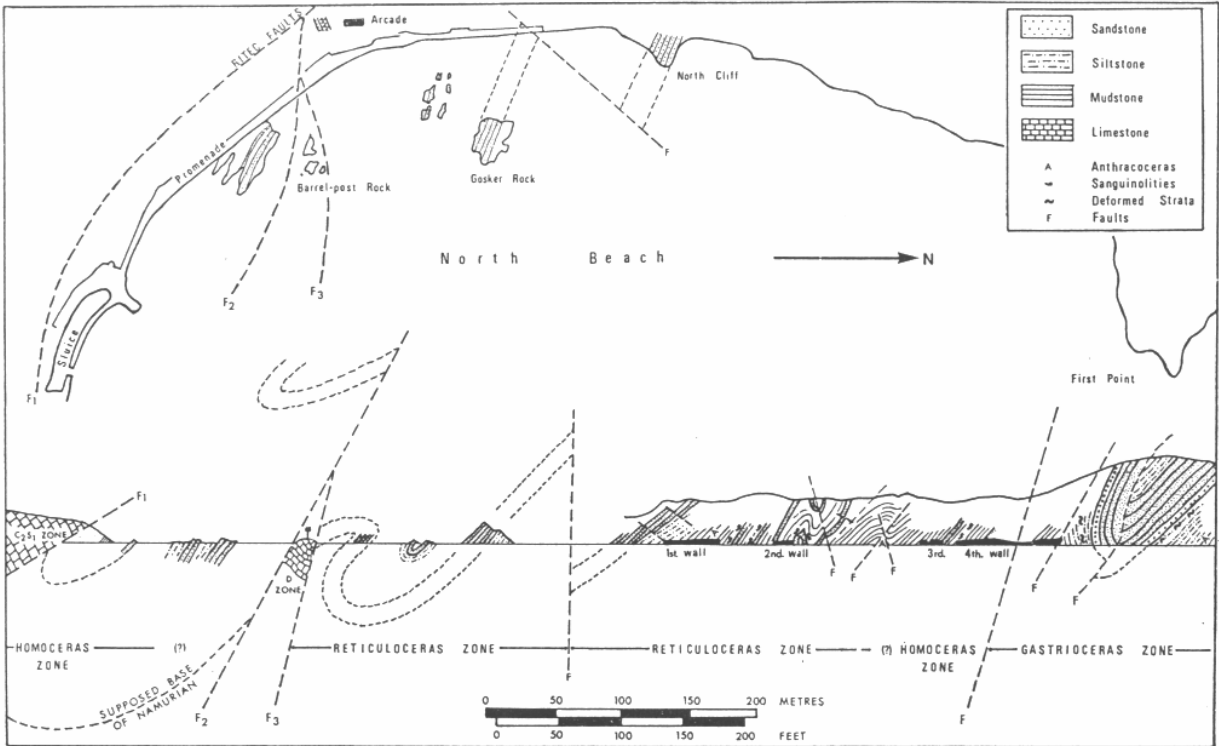 Arcade
RITEC FAULTS
North Cliff
Promenade
Barrel-post Rock
Gosker Rock
F
North Beach
N
F2
F3
Sluice
F1
Sandstone
Siltstone
Mudstone
Limestone
A Anthracoceras
Sanguinolities
~ Deformed Strata
F Faults
First Point
F1
C2S1 ZONE
D
ZONE
1st. wall
2nd. wall
3rd.
4th. wall
F
F
F
F
F
HOMOCERAS
ZONE
(?)
RETICULOCERAS ZONE
RETICULOCERAS ZONE
(?) HOMOCERAS
ZONE
GASTRIOCERAS ZONE
SUPPOSED BASE
OF NAMURIAN
F2
F3
F
F
0 50 100 150 200 METRES
0 50 100 150 200 FEET